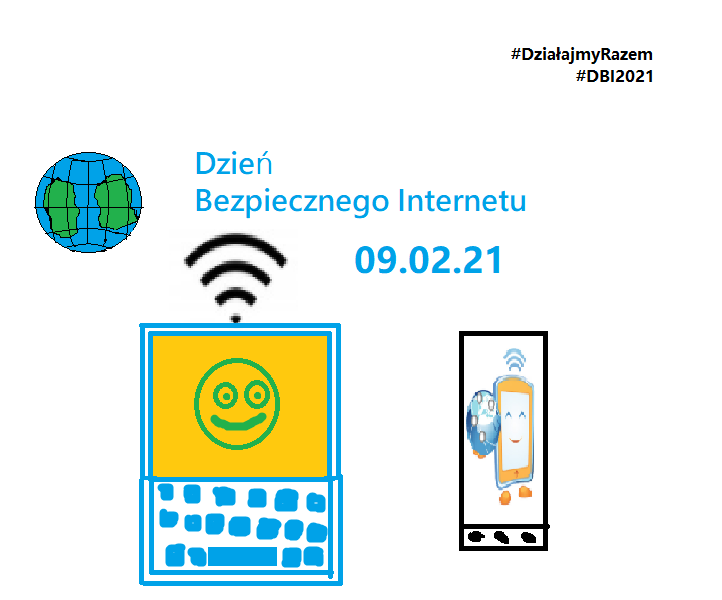 #DziałajmyRazem
#DBI2021
Dzień
Bezpiecznego Internetu
09.02.21